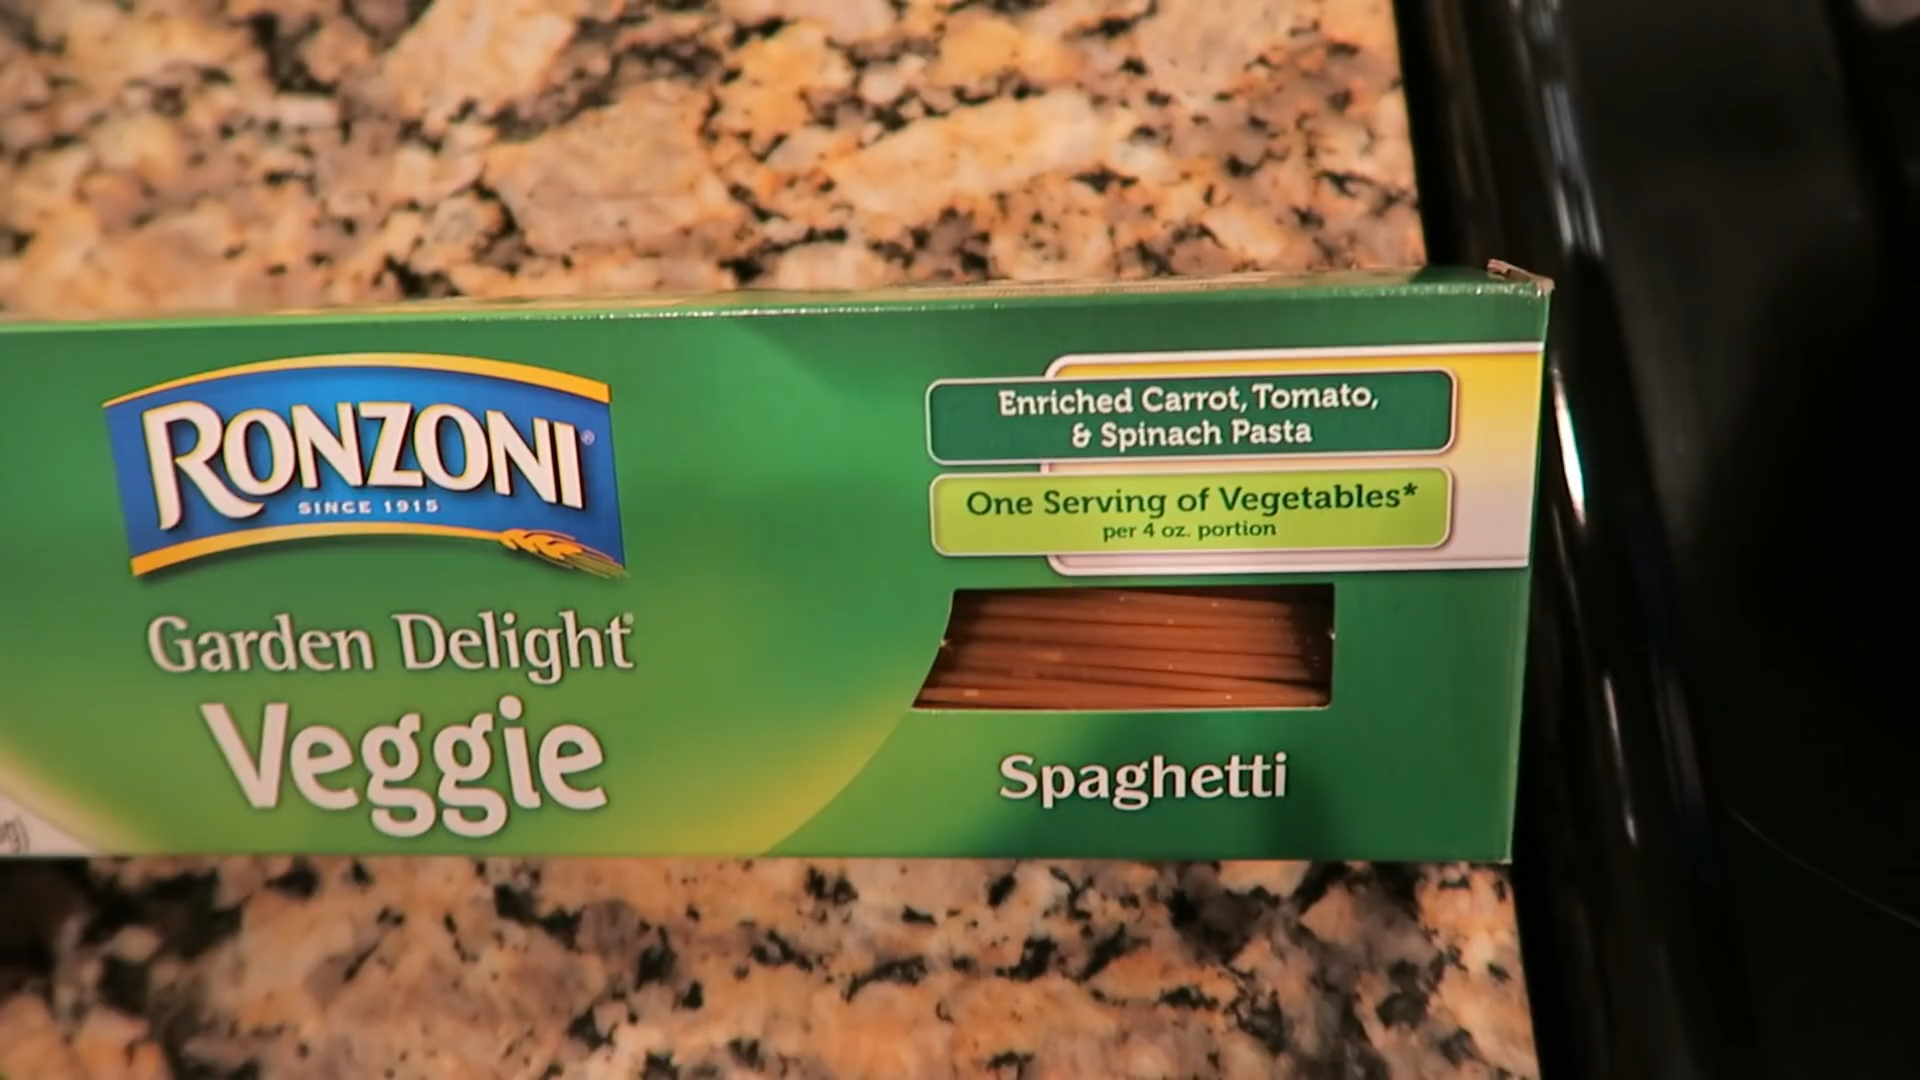 RONZONI®
SINCE 1915
Garden Delight®
Veggie
Enriched Carrot, Tomato,
& Spinach Pasta
One Serving of Vegetables*
per 4 oz. portion
Spaghetti